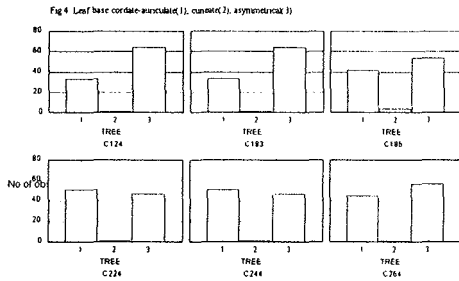 Fig 4 Leaf base cordate-auriculate(1), cuneate(2), asymmetrical(3)
80
60
40
20
0
1 2 3 1 2 3 1 2 3
TREE TREE TREE
C124 C183 C186
80
60
No of obs
40
20
0
1 2 3 1 2 3 1 2 3
TREE TREE TREE
C224 C244 C264